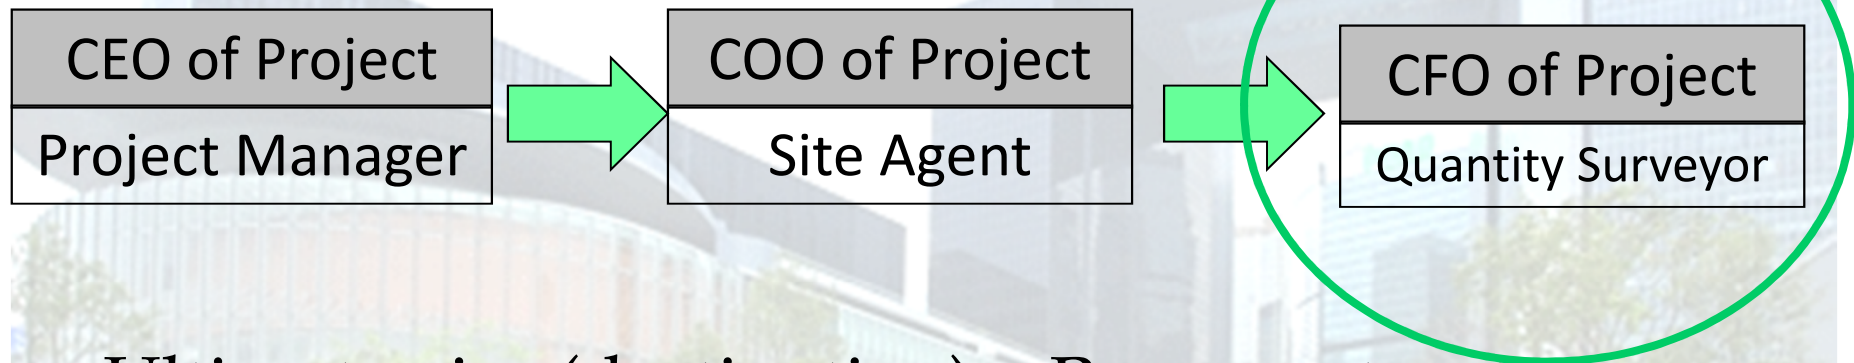 CEO of Project
Project Manager
COO of Project
Site Agent
CFO of Project
Quantity Surveyor